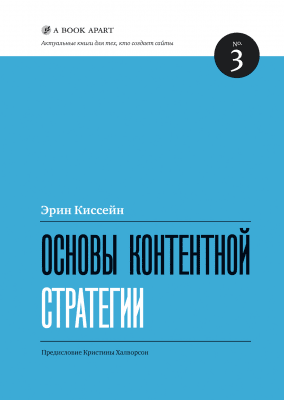 A BOOK APART
Актуальные книги для тех, кто создает сайты
No.
3
Эрин Киссейн
ОСНОВЫ КОНТЕНТНОЙ
СТРАТЕГИИ
Предисловие Кристины Халворсон